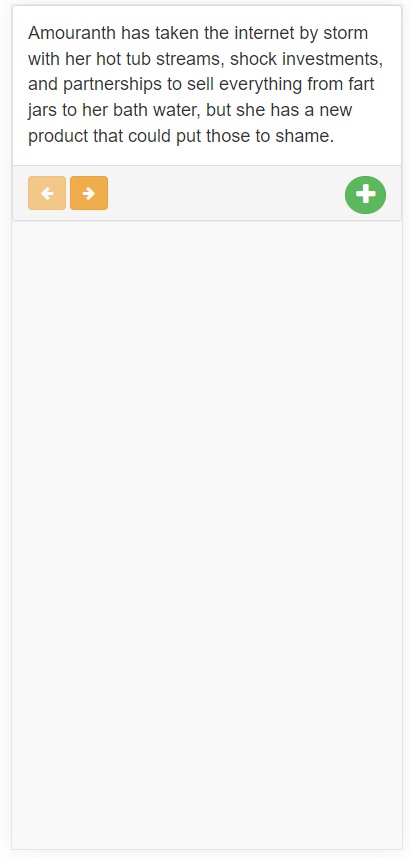 Amouranth has taken the internet by storm
with her hot tub streams, shock investments,
and partnerships to sell everything from fart
jars to her bath water, but she has a new
product that could put those to shame.